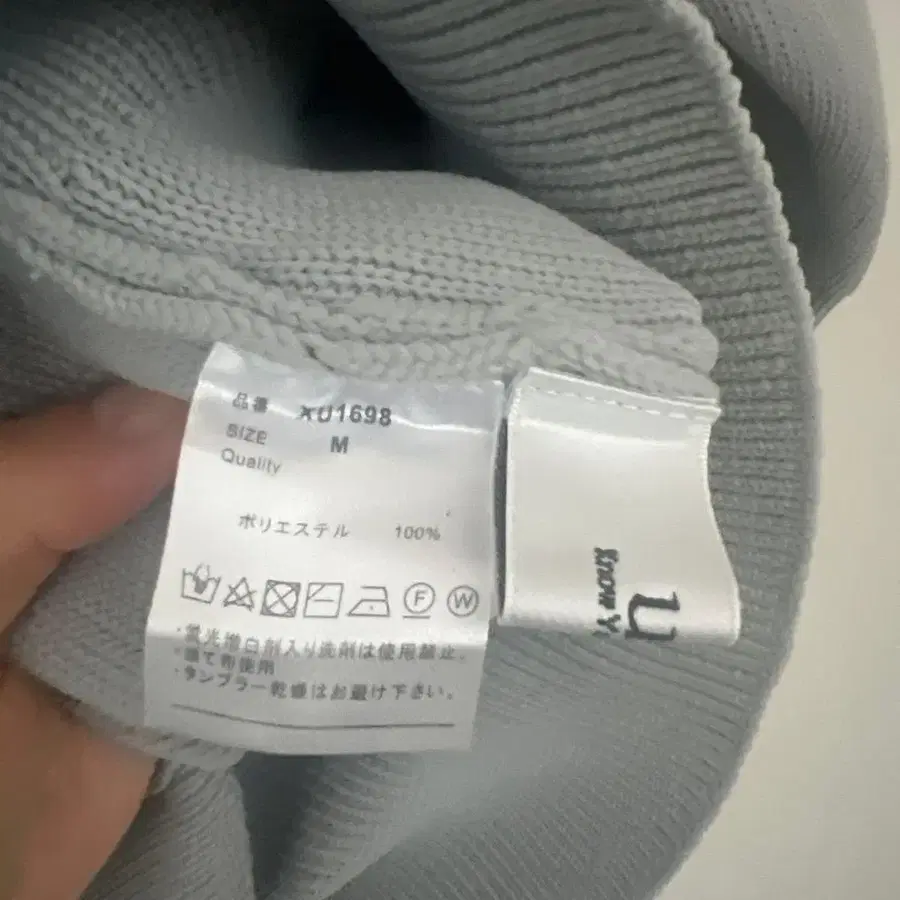 品番 XU1698
SIZE M
Quality
ポリエステル 100%
F W
・蛍光増白剤入り洗剤は使用禁止。
・当て布使用
・タンブラー乾燥はお避け下さい。
U
Know Y